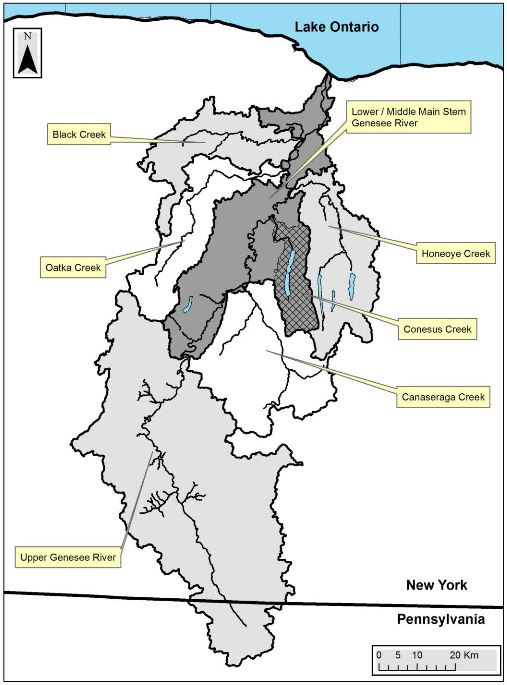 Lake Ontario
N
Lower / Middle Main Stem
Genesee River
Black Creek
Honeoye Creek
Oatka Creek
Conesus Creek
Canaseraga Creek
Upper Genesee River
New York
Pennsylvania
0 5 10 20 Km